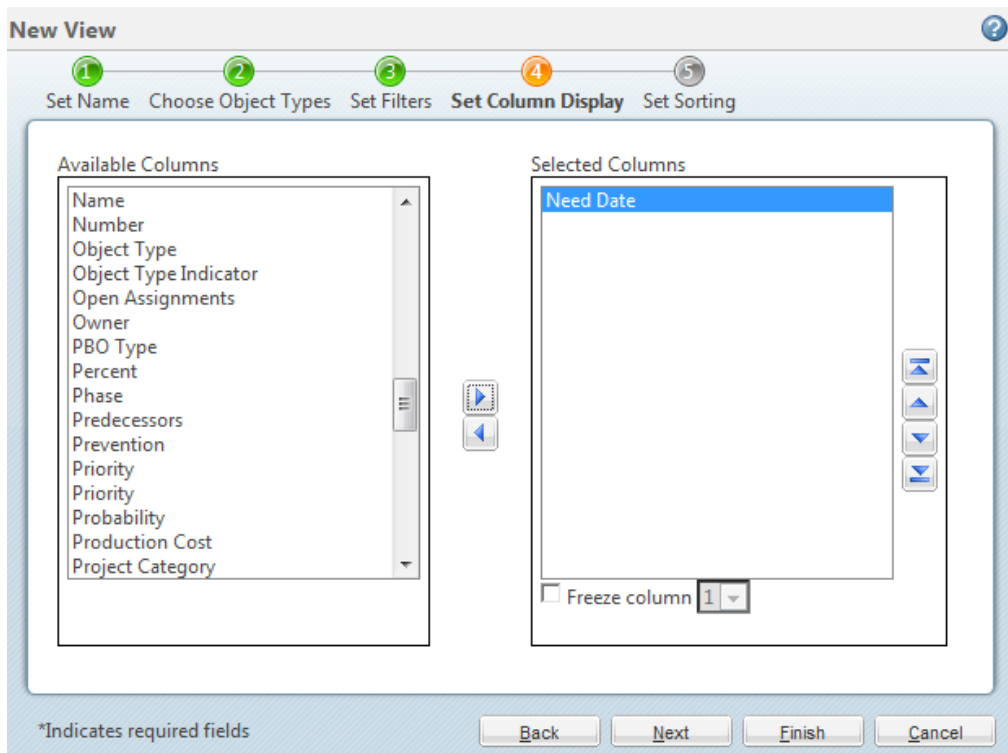 New View
?
1 2 3 4 5
Set Name Choose Object Types Set Filters Set Column Display Set Sorting
Available Columns
Name
Number
Object Type
Object Type Indicator
Open Assignments
Owner
PBO Type
Percent
Phase
Predecessors
Prevention
Priority
Priority
Probability
Production Cost
Project Category
Selected Columns
Need Date
Freeze column 1
*Indicates required fields
Back Next Finish Cancel